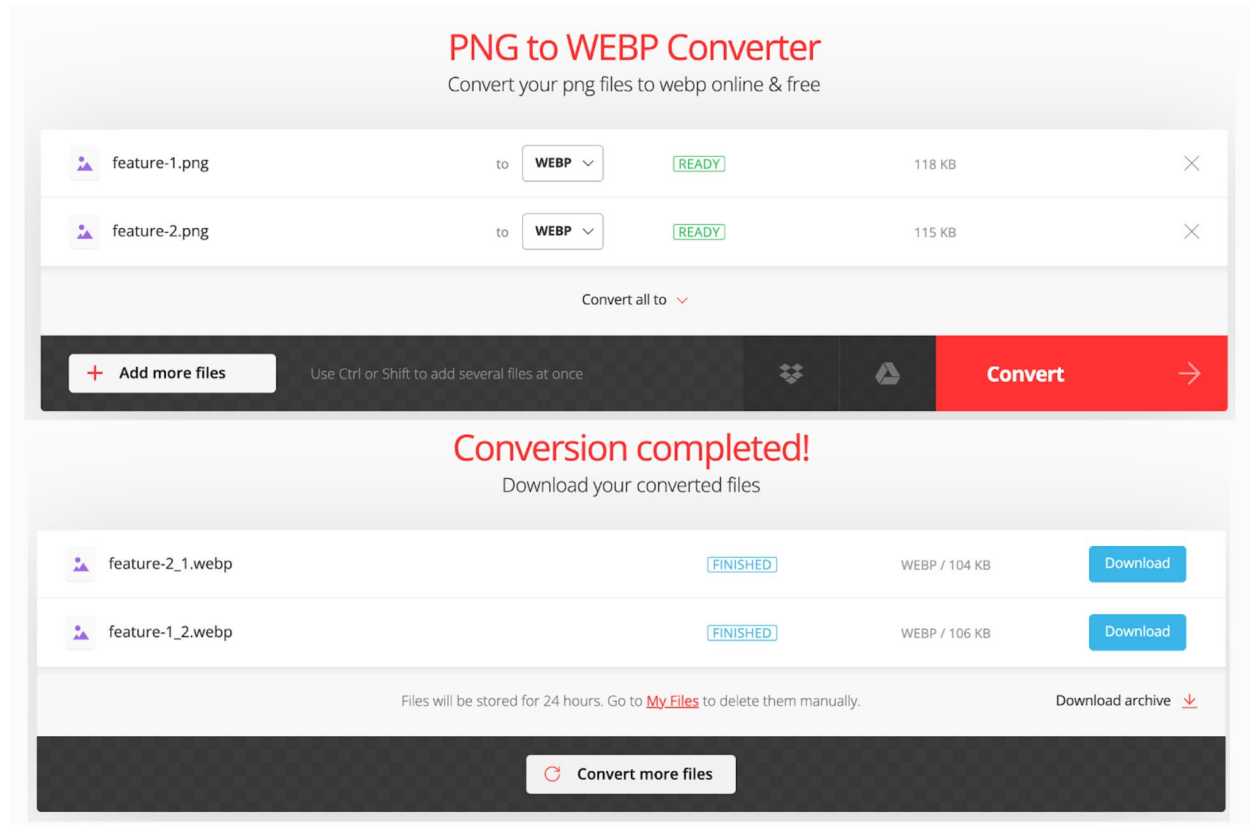 PNG to WEBP Converter
Convert your png files to webp online & free
feature-1.png to WEBP READY 118 KB
feature-2.png to WEBP READY 115 KB
Convert all to
Add more files Use Ctrl or Shift to add several files at once Convert
Conversion completed!
Download your converted files
feature-2_1.webp FINISHED WEBP / 104 KB Download
feature-1_2.webp FINISHED WEBP / 106 KB Download
Files will be stored for 24 hours. Go to My Files to delete them manually. Download archive
Convert more files